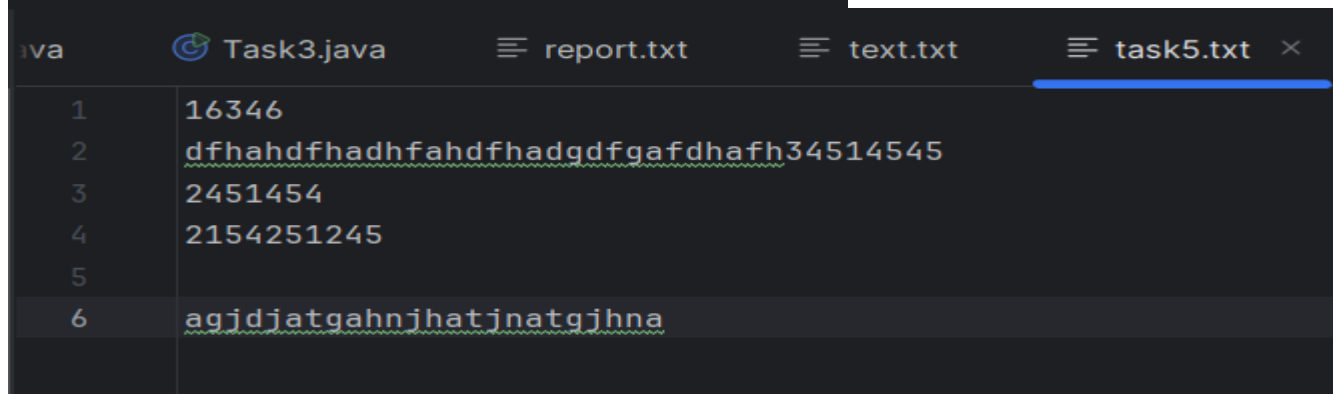 ava Task3.java report.txt text.txt task5.txt ×
1 16346
2 dfhahdfhadhfahdfhadgdfgafdhafh34514545
3 2451454
4 2154251245
5
6 agjdjatgahnjhatjnatgjhna